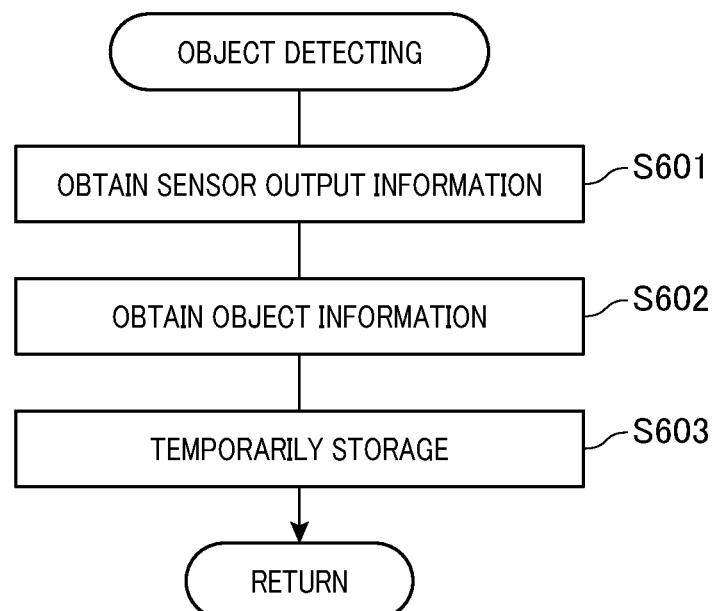 OBJECT DETECTING
OBTAIN SENSOR OUTPUT INFORMATION
S601
OBTAIN OBJECT INFORMATION
S602
TEMPORARILY STORAGE
S603
RETURN